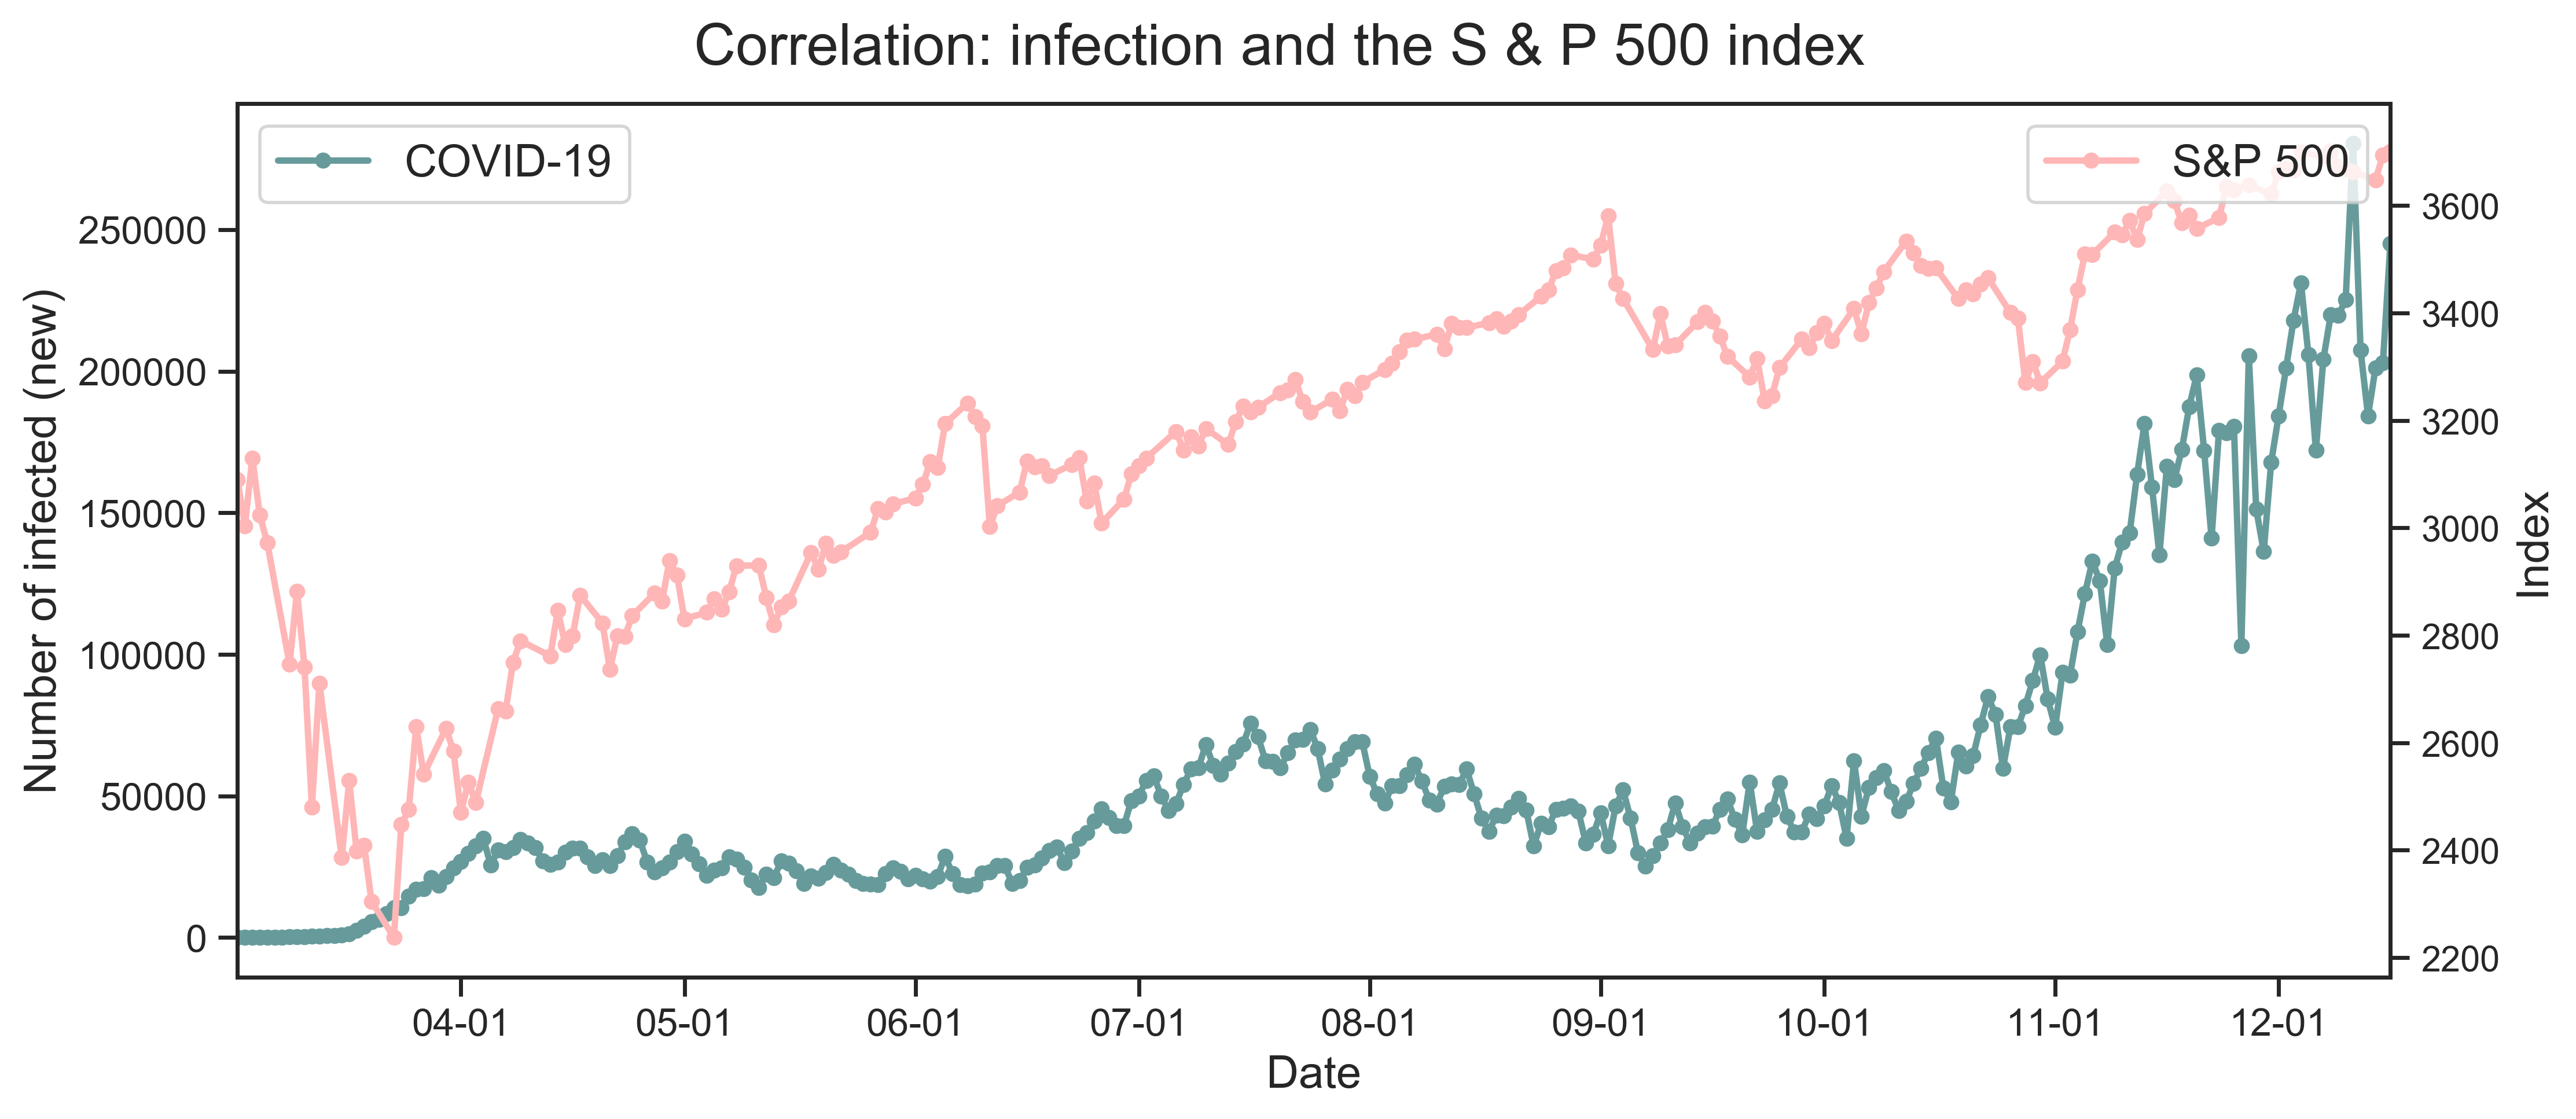 Correlation: infection and the S & P 500 index
COVID-19
S&P 500
Number of infected (new)
250000
200000
150000
100000
50000
0
3600
3400
3200
3000
2800
2600
2400
2200
Index
04-01 05-01 06-01 07-01 08-01 09-01 10-01 11-01 12-01
Date